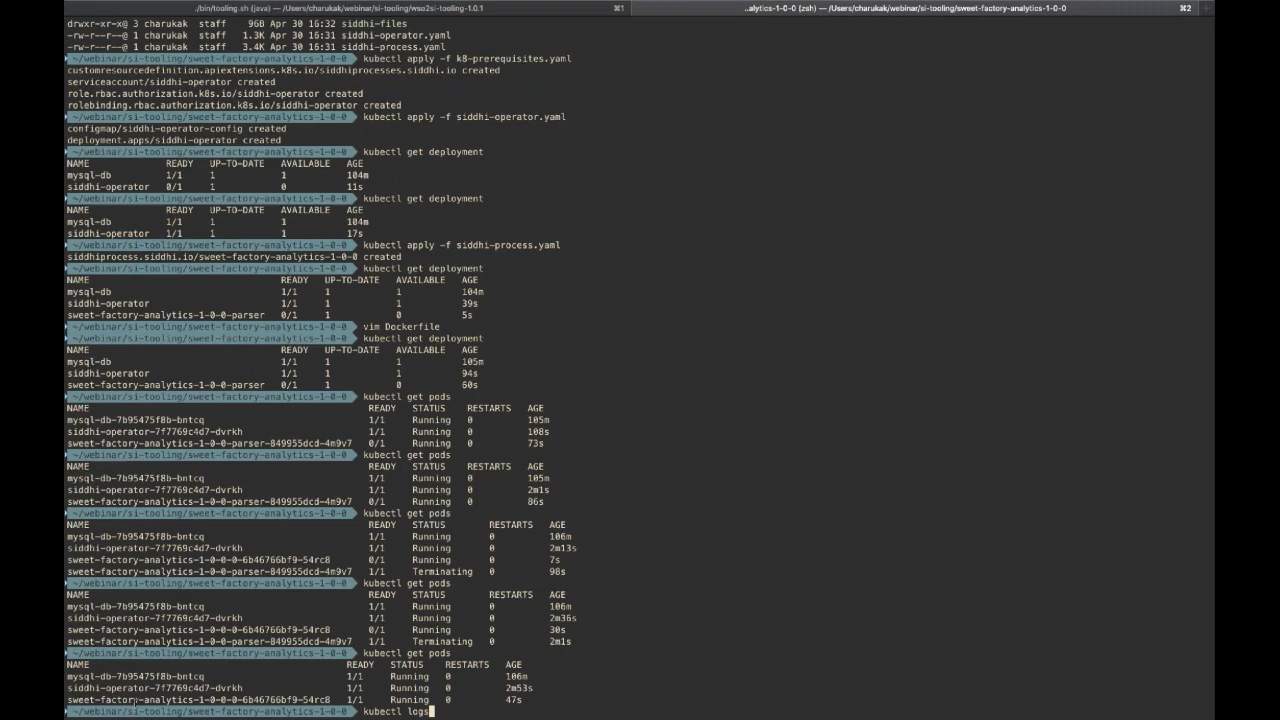 ./bin/tooling.sh (java) — /Users/charukak/webinar/si-tooling/wso2si-tooling-1.0.1 ⌘1 ..alytics-1-0-0 (zsh) — /Users/charukak/webinar/si-tooling/sweet-factory-analytics-1-0-0 ⌘2
drwxr-xr-x@ 3 charukak staff 96B Apr 30 16:32 siddhi-files
-rw-r--r--@ 1 charukak staff 1.3K Apr 30 16:31 siddhi-operator.yaml
-rw-r--r--@ 1 charukak staff 3.4K Apr 30 16:31 siddhi-process.yaml
~/webinar/si-tooling/sweet-factory-analytics-1-0-0 kubectl apply -f k8-prerequisites.yaml
customresourcedefinition.apiextensions.k8s.io/siddhiprocesses.siddhi.io created
serviceaccount/siddhi-operator created
role.rbac.authorization.k8s.io/siddhi-operator created
rolebinding.rbac.authorization.k8s.io/siddhi-operator created
~/webinar/si-tooling/sweet-factory-analytics-1-0-0 kubectl apply -f siddhi-operator.yaml
configmap/siddhi-operator-config created
deployment.apps/siddhi-operator created
~/webinar/si-tooling/sweet-factory-analytics-1-0-0 kubectl get deployment
NAME READY UP-TO-DATE AVAILABLE AGE
mysql-db 1/1 1 1 104m
siddhi-operator 0/1 1 0 11s
~/webinar/si-tooling/sweet-factory-analytics-1-0-0 kubectl get deployment
NAME READY UP-TO-DATE AVAILABLE AGE
mysql-db 1/1 1 1 104m
siddhi-operator 1/1 1 1 17s
~/webinar/si-tooling/sweet-factory-analytics-1-0-0 kubectl apply -f siddhi-process.yaml
siddhiprocess.siddhi.io/sweet-factory-analytics-1-0-0 created
~/webinar/si-tooling/sweet-factory-analytics-1-0-0 kubectl get deployment
NAME READY UP-TO-DATE AVAILABLE AGE
mysql-db 1/1 1 1 104m
siddhi-operator 1/1 1 1 39s
sweet-factory-analytics-1-0-0-parser 0/1 1 0 5s
~/webinar/si-tooling/sweet-factory-analytics-1-0-0 vim Dockerfile
~/webinar/si-tooling/sweet-factory-analytics-1-0-0 kubectl get deployment
NAME READY UP-TO-DATE AVAILABLE AGE
mysql-db 1/1 1 1 105m
siddhi-operator 1/1 1 1 94s
sweet-factory-analytics-1-0-0-parser 0/1 1 0 60s
~/webinar/si-tooling/sweet-factory-analytics-1-0-0 kubectl get pods
NAME READY STATUS RESTARTS AGE
mysql-db-7b95475f8b-bntcq 1/1 Running 0 105m
siddhi-operator-7f7769c4d7-dvrkh 1/1 Running 0 108s
sweet-factory-analytics-1-0-0-parser-849955dcd-4m9v7 0/1 Running 0 73s
~/webinar/si-tooling/sweet-factory-analytics-1-0-0 kubectl get pods
NAME READY STATUS RESTARTS AGE
mysql-db-7b95475f8b-bntcq 1/1 Running 0 105m
siddhi-operator-7f7769c4d7-dvrkh 1/1 Running 0 2m1s
sweet-factory-analytics-1-0-0-parser-849955dcd-4m9v7 0/1 Running 0 86s
~/webinar/si-tooling/sweet-factory-analytics-1-0-0 kubectl get pods
NAME READY STATUS RESTARTS AGE
mysql-db-7b95475f8b-bntcq 1/1 Running 0 106m
siddhi-operator-7f7769c4d7-dvrkh 1/1 Running 0 2m13s
sweet-factory-analytics-1-0-0-0-6b46766bf9-54rc8 0/1 Running 0 7s
sweet-factory-analytics-1-0-0-parser-849955dcd-4m9v7 1/1 Terminating 0 98s
~/webinar/si-tooling/sweet-factory-analytics-1-0-0 kubectl get pods
NAME READY STATUS RESTARTS AGE
mysql-db-7b95475f8b-bntcq 1/1 Running 0 106m
siddhi-operator-7f7769c4d7-dvrkh 1/1 Running 0 2m36s
sweet-factory-analytics-1-0-0-0-6b46766bf9-54rc8 0/1 Running 0 30s
sweet-factory-analytics-1-0-0-parser-849955dcd-4m9v7 1/1 Terminating 0 2m1s
~/webinar/si-tooling/sweet-factory-analytics-1-0-0 kubectl get pods
NAME READY STATUS RESTARTS AGE
mysql-db-7b95475f8b-bntcq 1/1 Running 0 106m
siddhi-operator-7f7769c4d7-dvrkh 1/1 Running 0 2m53s
sweet-factory-analytics-1-0-0-0-6b46766bf9-54rc8 1/1 Running 0 47s
~/webinar/si-tooling/sweet-factory-analytics-1-0-0 kubectl logs